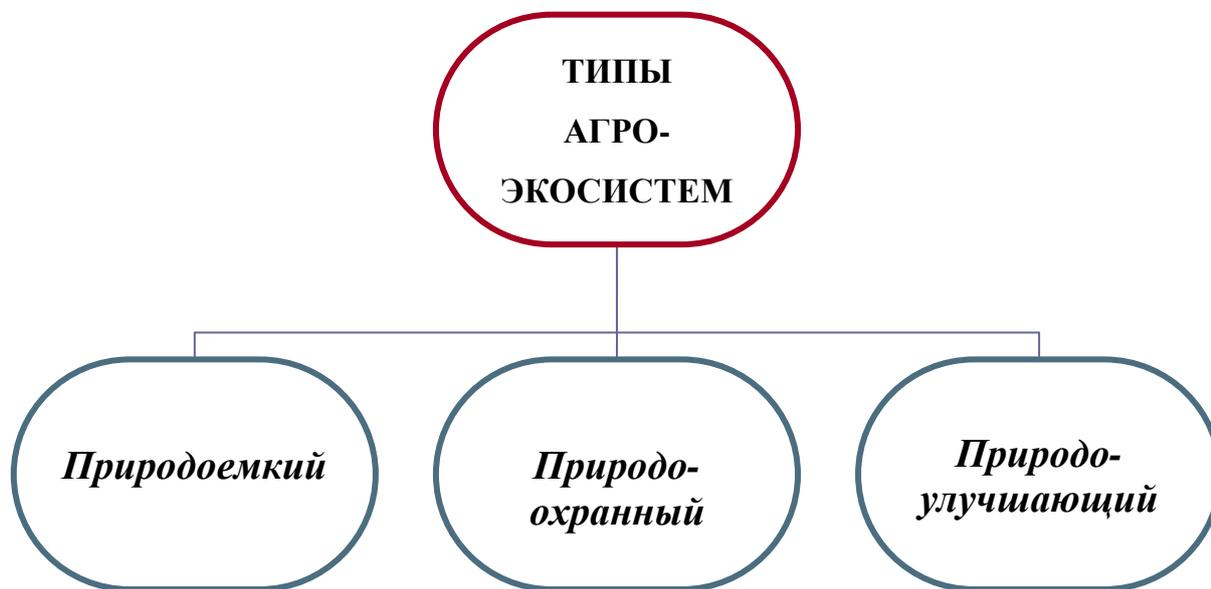 ТИПЫ
АГРО-
ЭКОСИСТЕМ
Природоемкий
Природо-
охранный
Природо-
улучшающий